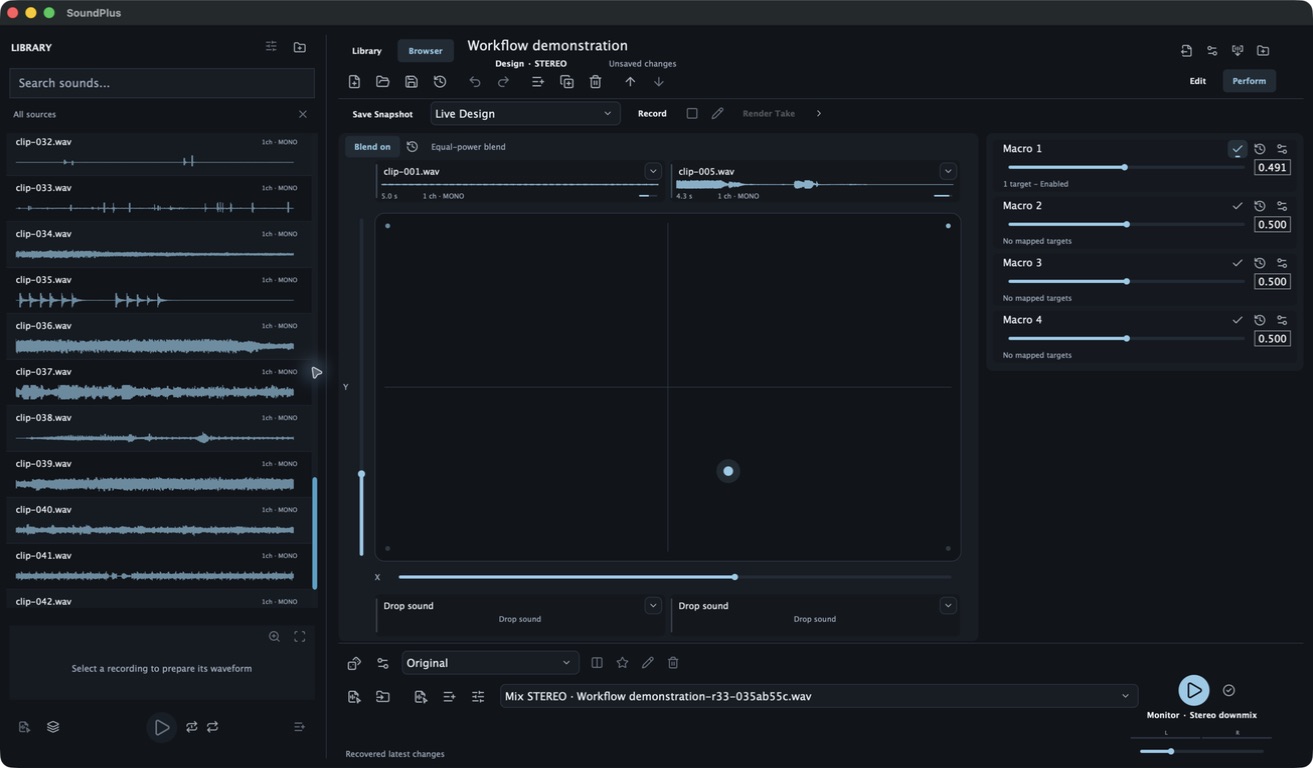 SoundPlus
LIBRARY
Search sounds...
All sources
clip-032.wav 1ch · MONO
clip-033.wav 1ch · MONO
clip-034.wav 1ch · MONO
clip-035.wav 1ch · MONO
clip-036.wav 1ch · MONO
clip-037.wav 1ch · MONO
clip-038.wav 1ch · MONO
clip-039.wav 1ch · MONO
clip-040.wav 1ch · MONO
clip-041.wav 1ch · MONO
clip-042.wav 1ch · MONO
Select a recording to prepare its waveform
Library Browser Workflow demonstration
Design · STEREO Unsaved changes
Edit Perform
Save Snapshot Live Design Record Render Take
Blend on Equal-power blend
clip-001.wav
5.0 s 1 ch · MONO
clip-005.wav
4.3 s 1 ch · MONO
Y
X
Drop sound
Drop sound
Drop sound
Drop sound
Macro 1
0.491
1 target – Enabled
Macro 2
0.500
No mapped targets
Macro 3
0.500
No mapped targets
Macro 4
0.500
No mapped targets
Original
Mix STEREO · Workflow demonstration-r33-035ab55c.wav
Monitor · Stereo downmix
L R
Recovered latest changes